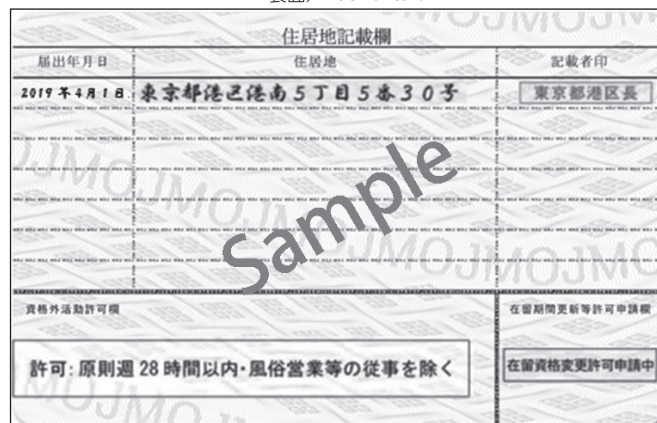 住居地記載欄
届出年月日 住居地 記載者印
2019年4月1日 東京都港区港南5丁目5番30号 東京都港区長
Sample
資格外活動許可欄 在留期間更新等許可申請欄
許可:原則週28時間以内・風俗営業等の従事を除く 在留資格変更許可申請中
MOJMOJMOJMOJMOJMO